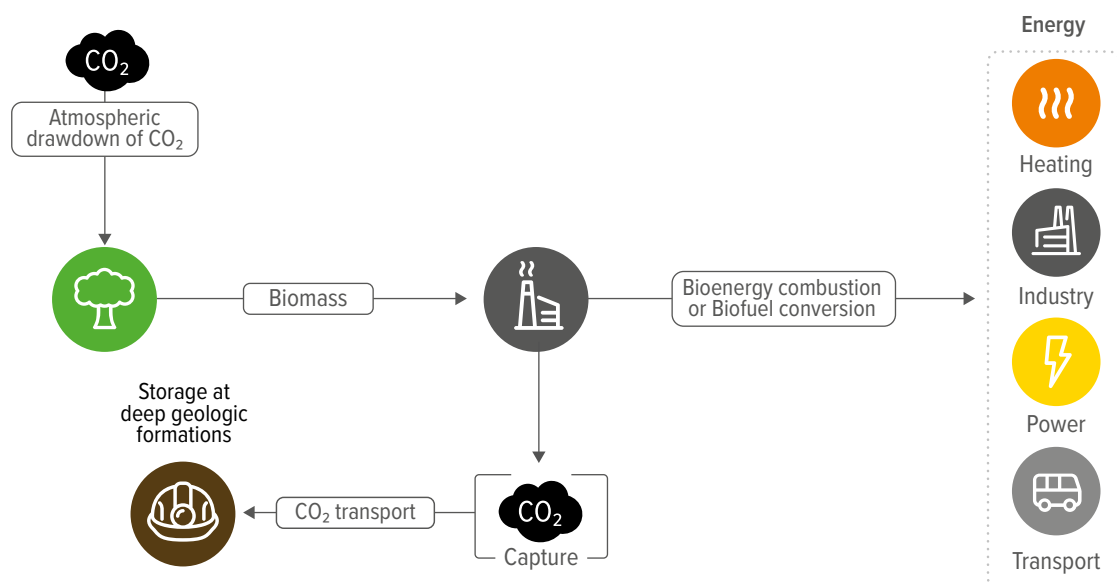 CO₂
Atmospheric
drawdown of CO₂
Biomass
Bioenergy combustion
or Biofuel conversion
Energy
Heating
Industry
Power
Transport
Storage at
deep geologic
formations
CO₂ transport
CO₂
Capture